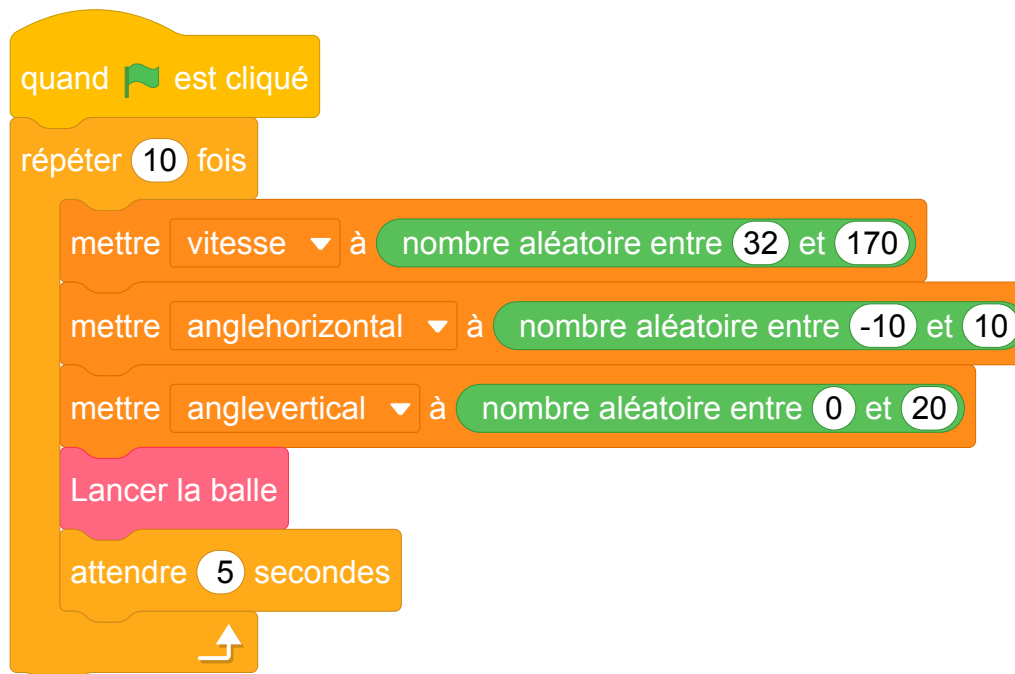 quand est cliqué
répéter 10 fois
mettre vitesse à nombre aléatoire entre 32 et 170
mettre anglehorizontal à nombre aléatoire entre -10 et 10
mettre anglevertical à nombre aléatoire entre 0 et 20
Lancer la balle
attendre 5 secondes